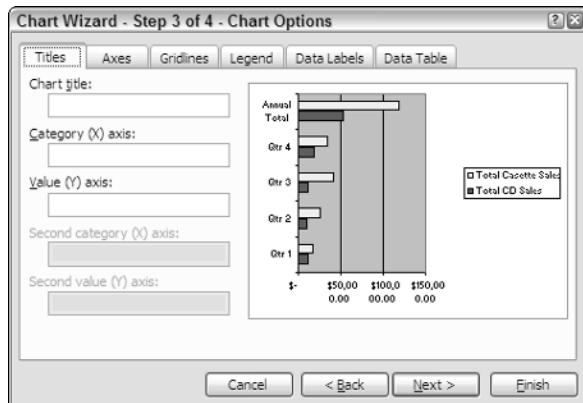 Chart Wizard - Step 3 of 4 - Chart Options
Titles
Axes
Gridlines
Legend
Data Labels
Data Table
Chart title:
Category (X) axis:
Value (Y) axis:
Second category (X) axis:
Second value (Y) axis:
Annual
Total
Qtr 4
Qtr 3
Qtr 2
Qtr 1
$- $50,00 $100,0 $150,00
0.00 00.00 0.00
Total Casette Sales
Total CD Sales
Cancel
< Back
Next >
Finish